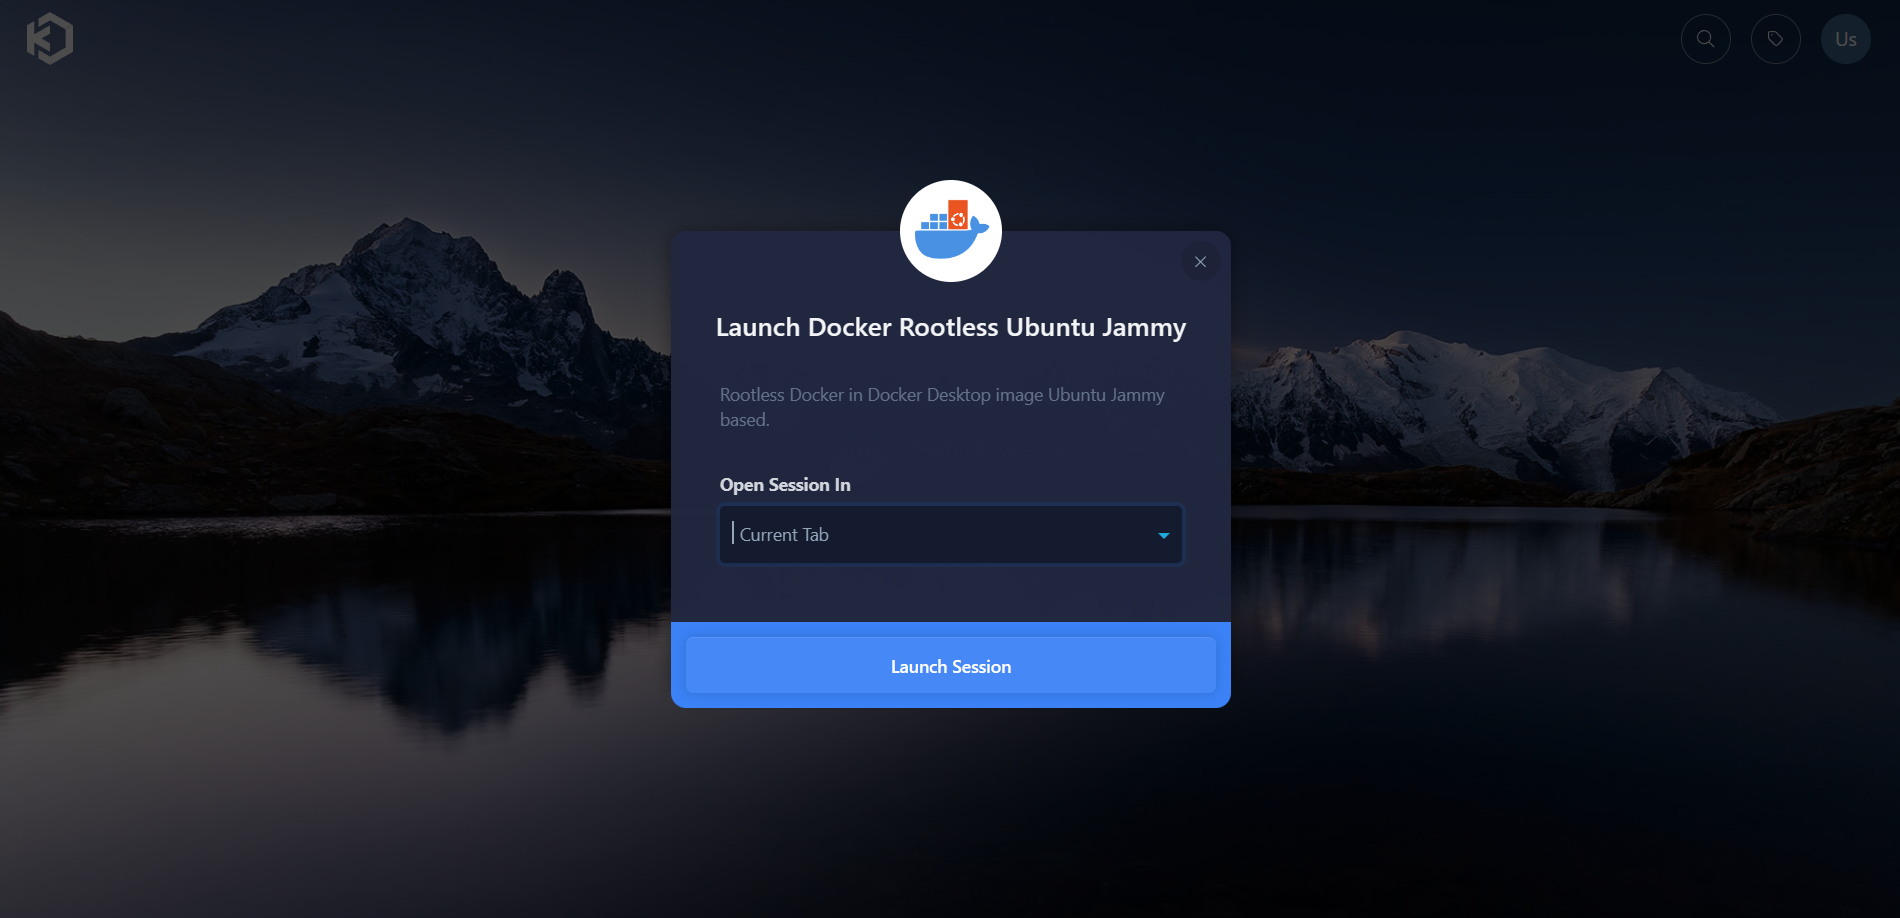 Us
Launch Docker Rootless Ubuntu Jammy
Rootless Docker in Docker Desktop image Ubuntu Jammy
based.
Open Session In
Current Tab
Launch Session